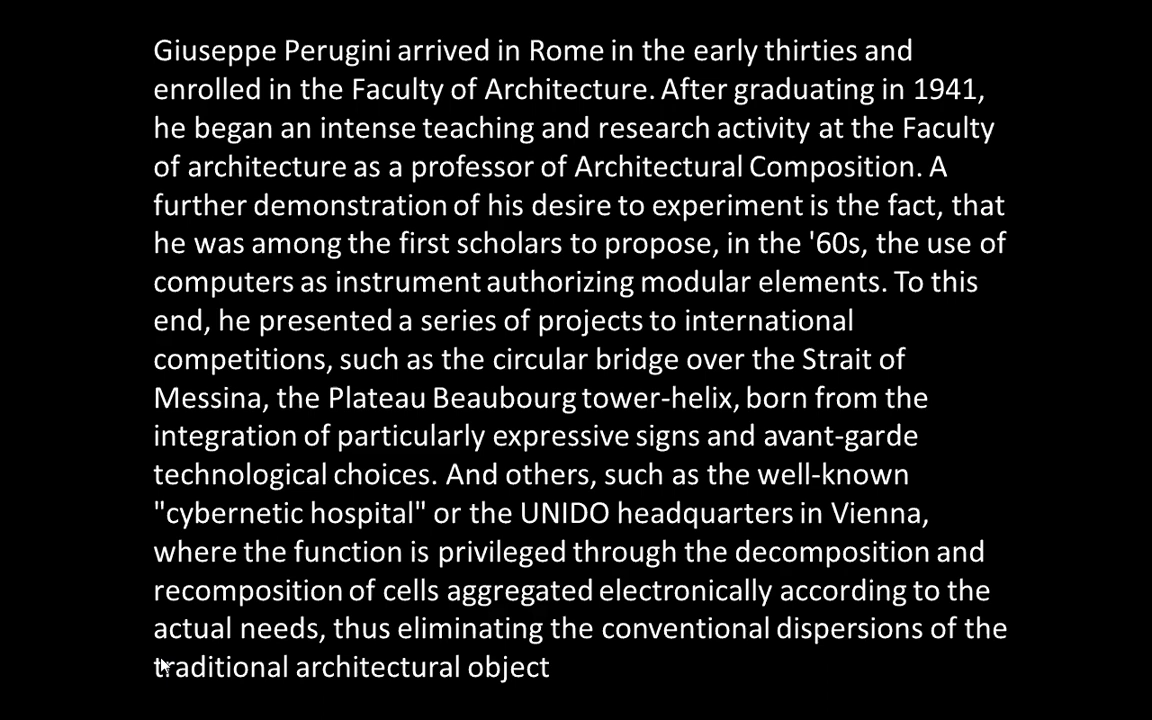 Giuseppe Perugini arrived in Rome in the early thirties and
enrolled in the Faculty of Architecture. After graduating in 1941,
he began an intense teaching and research activity at the Faculty
of architecture as a professor of Architectural Composition. A
further demonstration of his desire to experiment is the fact, that
he was among the first scholars to propose, in the '60s, the use of
computers as instrument authorizing modular elements. To this
end, he presented a series of projects to international
competitions, such as the circular bridge over the Strait of
Messina, the Plateau Beaubourg tower-helix, born from the
integration of particularly expressive signs and avant-garde
technological choices. And others, such as the well-known
"cybernetic hospital" or the UNIDO headquarters in Vienna,
where the function is privileged through the decomposition and
recomposition of cells aggregated electronically according to the
actual needs, thus eliminating the conventional dispersions of the
traditional architectural object